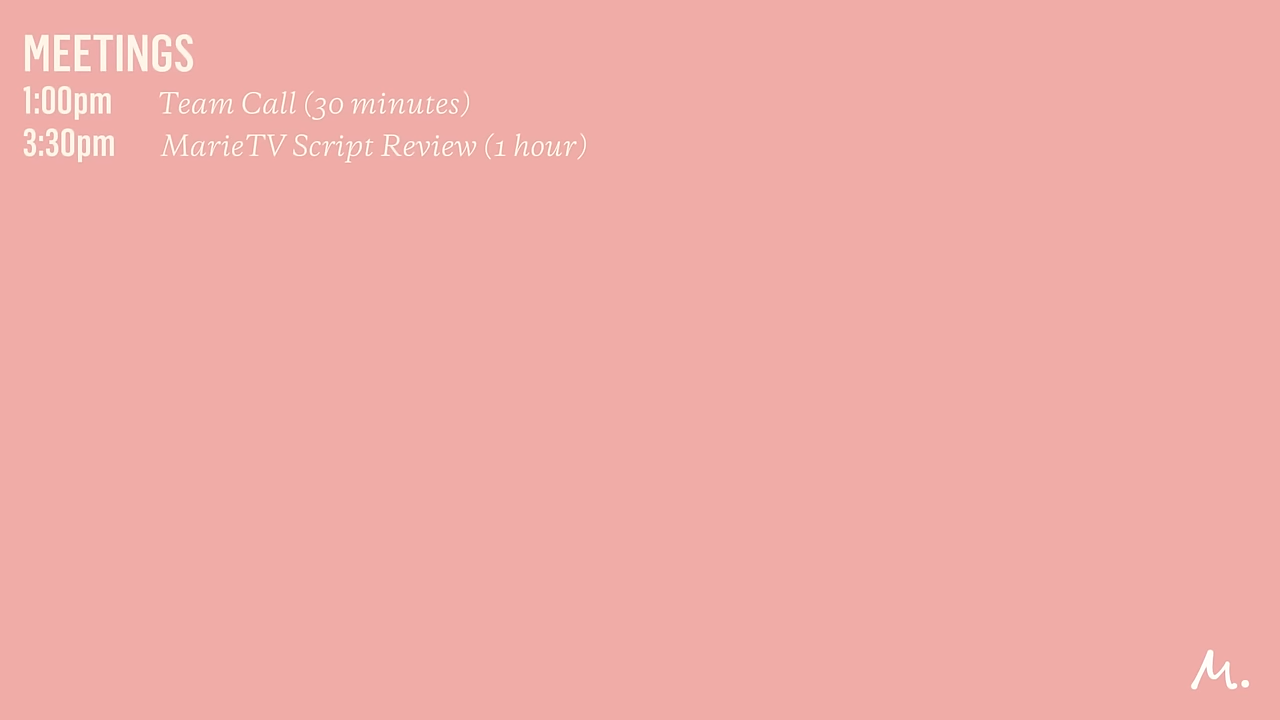 MEETINGS
1:00pm Team Call (30 minutes)
3:30pm MarieTV Script Review (1 hour)
M.